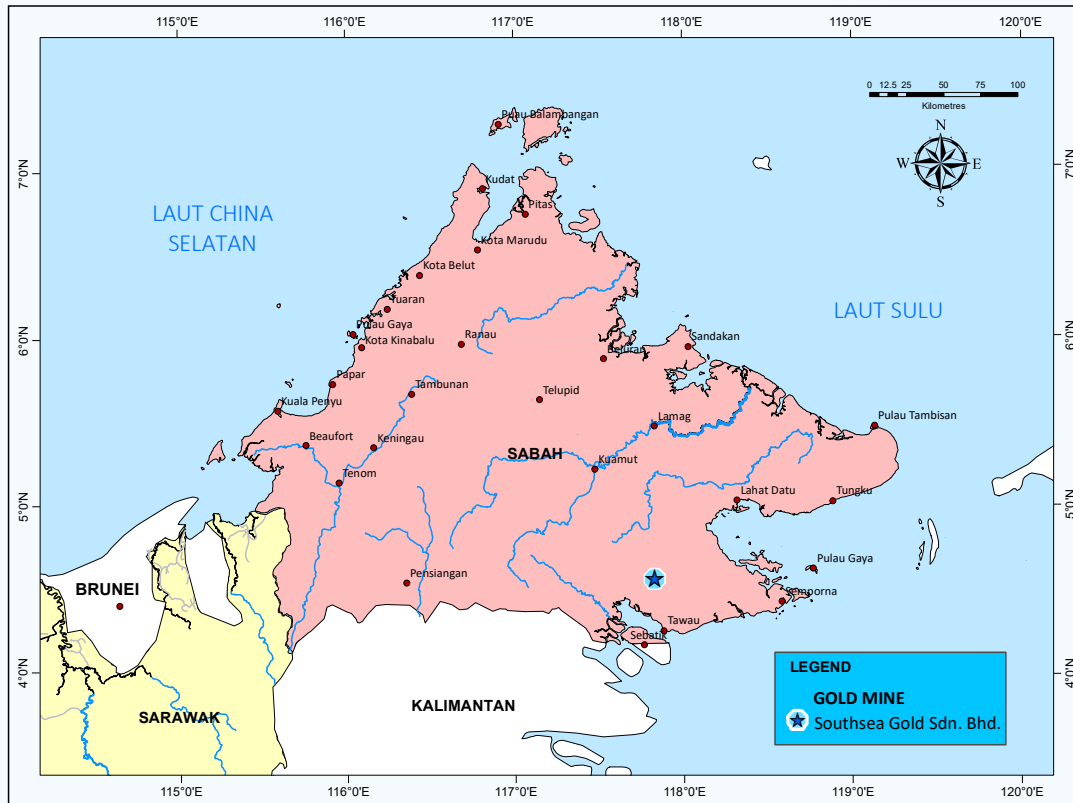 115°0'E 116°0'E 117°0'E 118°0'E 119°0'E 120°0'E
0 12.5 25 50 75 100
Kilometres
N
W E
S
7°0'N 7°0'N
Pulau Balambangan
Kudat
Pitas
LAUT CHINA
SELATAN
Kota Marudu
Kota Belut
Tuaran
LAUT SULU
Pulau Gaya
6°0'N 6°0'N
Kota Kinabalu
Ranau
Beluran
Sandakan
Papar
Tambunan
Telupid
Kuala Penyu
Lamag
Pulau Tambisan
Beaufort
Keningau
SABAH
Kuamut
Tenom
Lahat Datu
Tungku
5°0'N 5°0'N
Pulau Gaya
BRUNEI
Pensiangan
Semporna
Tawau
Sebatik
4°0'N 4°0'N
LEGEND
GOLD MINE
Southsea Gold Sdn. Bhd.
KALIMANTAN
SARAWAK
115°0'E 116°0'E 117°0'E 118°0'E 119°0'E 120°0'E